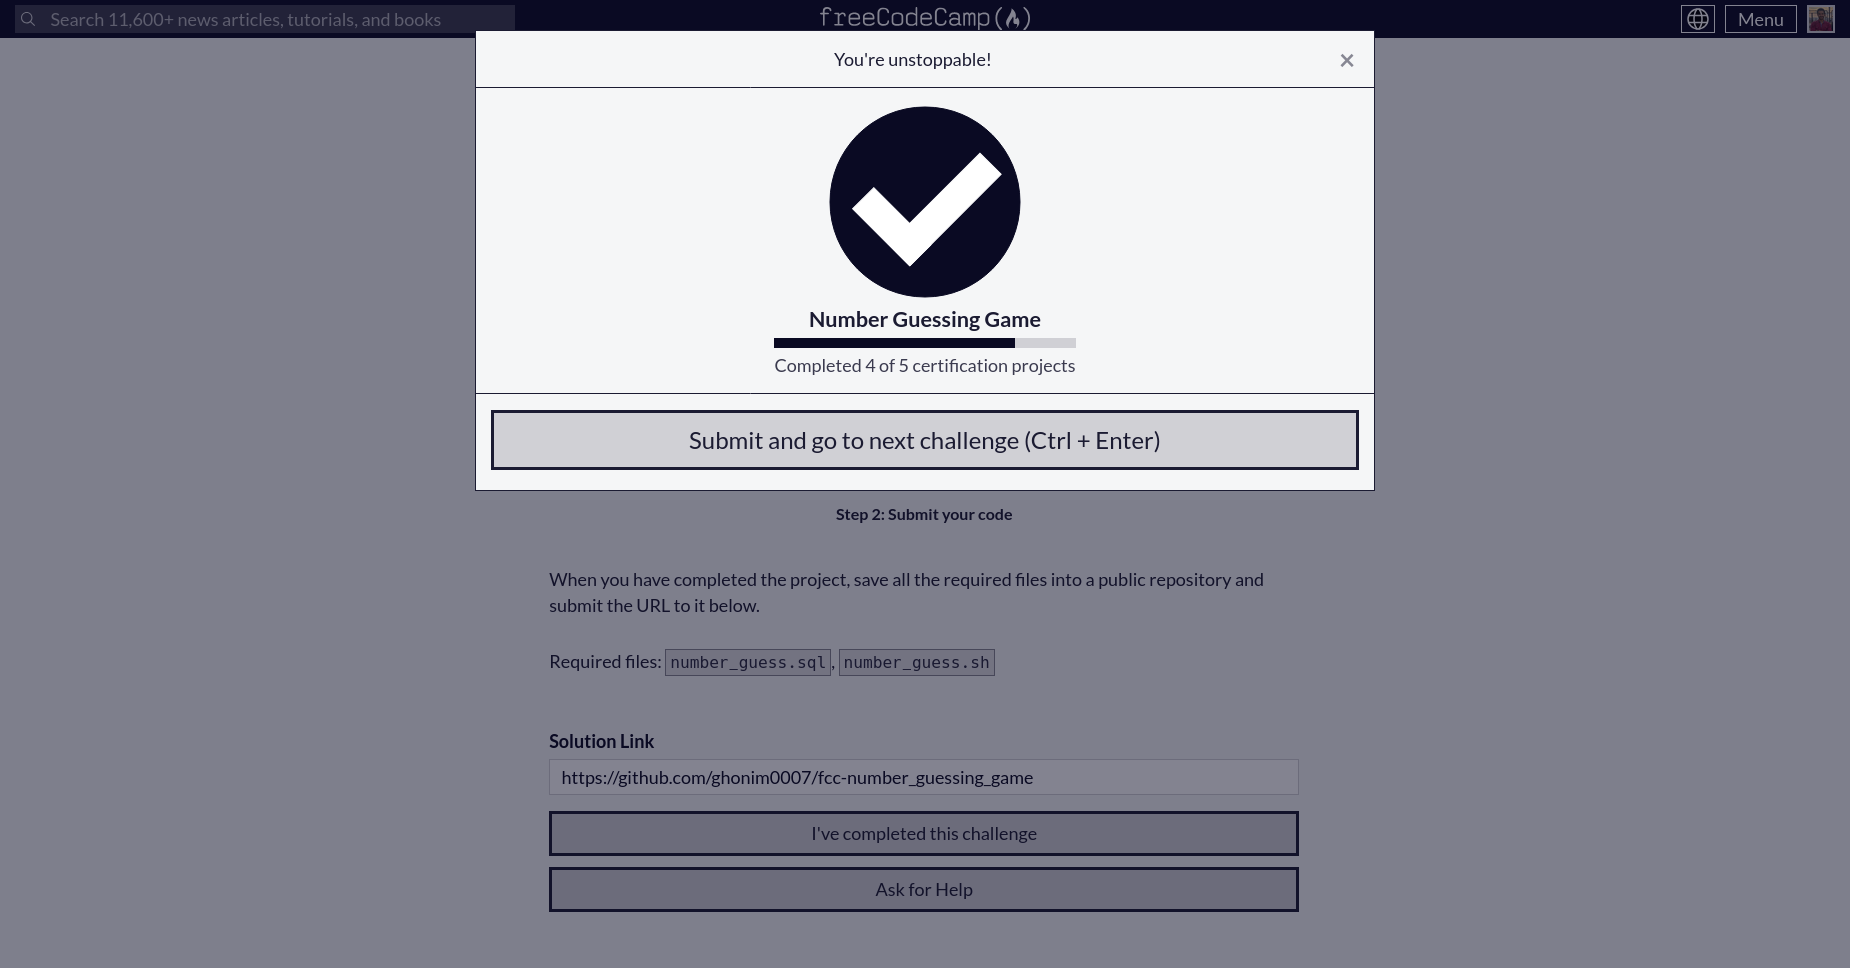 Search 11,600+ news articles, tutorials, and books
freeCodeCamp(🔥)
Menu
You're unstoppable!
×
Number Guessing Game
Completed 4 of 5 certification projects
Submit and go to next challenge (Ctrl + Enter)
Step 2: Submit your code
When you have completed the project, save all the required files into a public repository and
submit the URL to it below.
Required files: number_guess.sql, number_guess.sh
Solution Link
https://github.com/ghonim0007/fcc-number_guessing_game
I've completed this challenge
Ask for Help